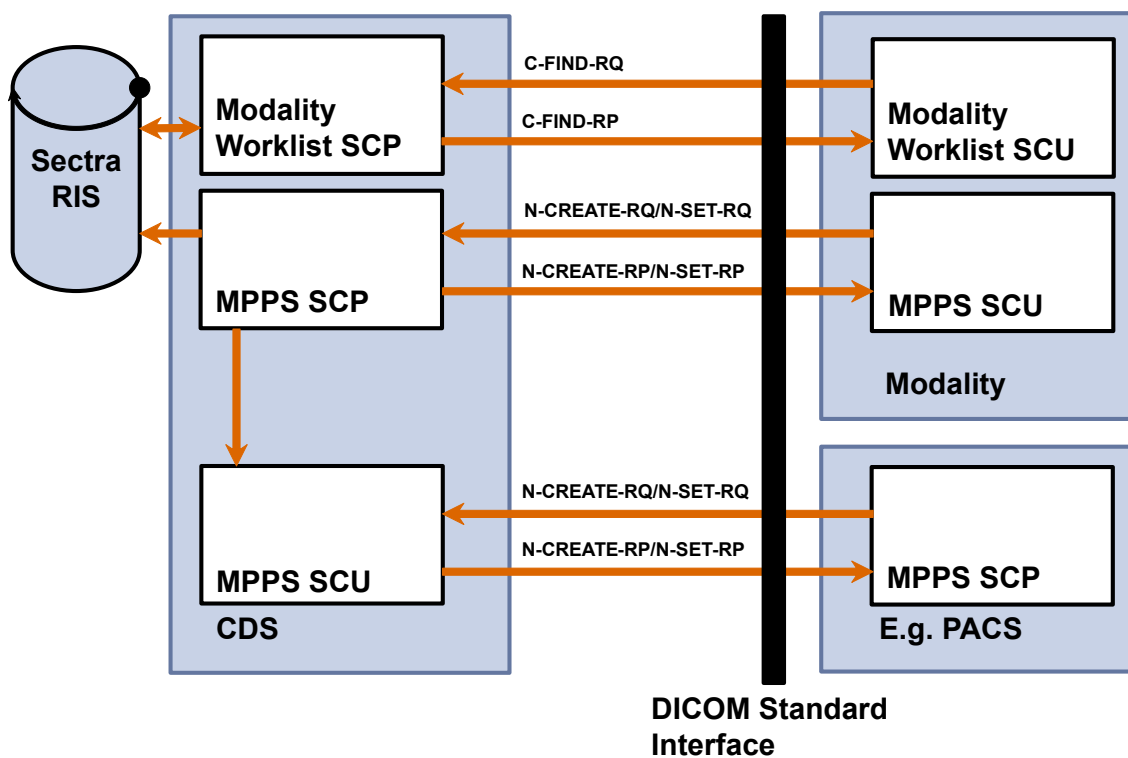 Sectra
RIS
Modality
Worklist SCP
C-FIND-RQ
C-FIND-RP
Modality
Worklist SCU
MPPS SCP
N-CREATE-RQ/N-SET-RQ
N-CREATE-RP/N-SET-RP
MPPS SCU
Modality
MPPS SCU
CDS
N-CREATE-RQ/N-SET-RQ
N-CREATE-RP/N-SET-RP
MPPS SCP
E.g. PACS
DICOM Standard
Interface